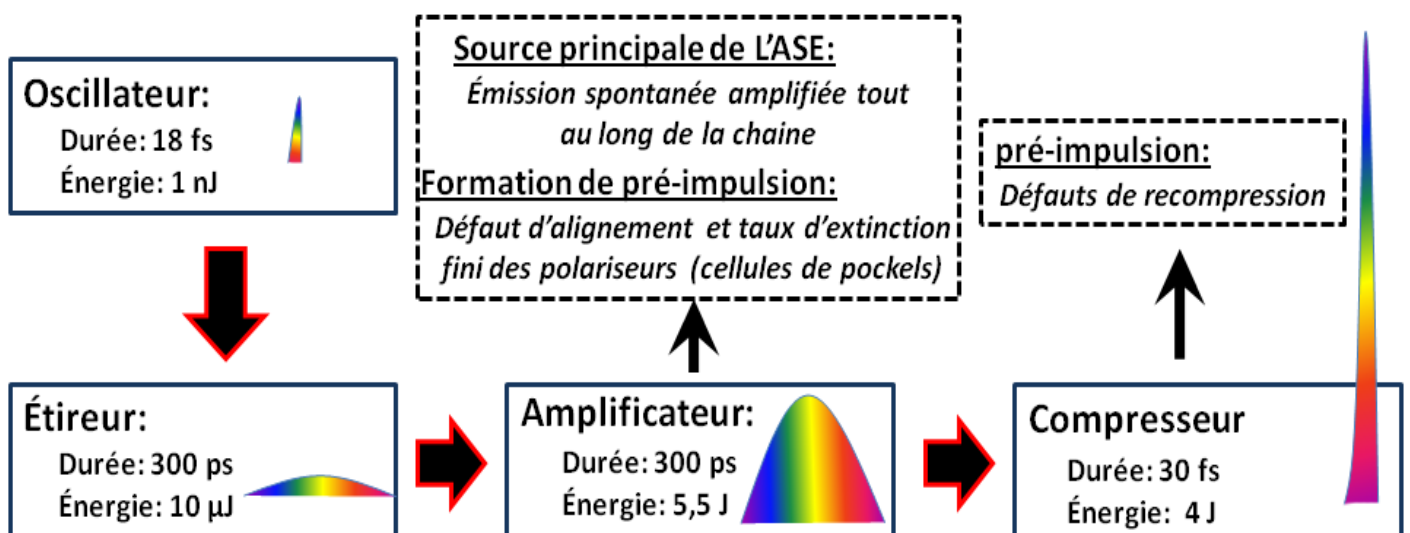 Oscillateur:
Durée: 18 fs
Énergie: 1 nJ
Source principale de L'ASE:
Émission spontanée amplifiée tout
au long de la chaine
Formation de pré-impulsion:
Défaut d'alignement et taux d'extinction
fini des polariseurs (cellules de pockels)
pré-impulsion:
Défauts de recompression
Étireur:
Durée: 300 ps
Énergie: 10 µJ
Amplificateur:
Durée: 300 ps
Énergie: 5,5 J
Compresseur
Durée: 30 fs
Énergie: 4 J